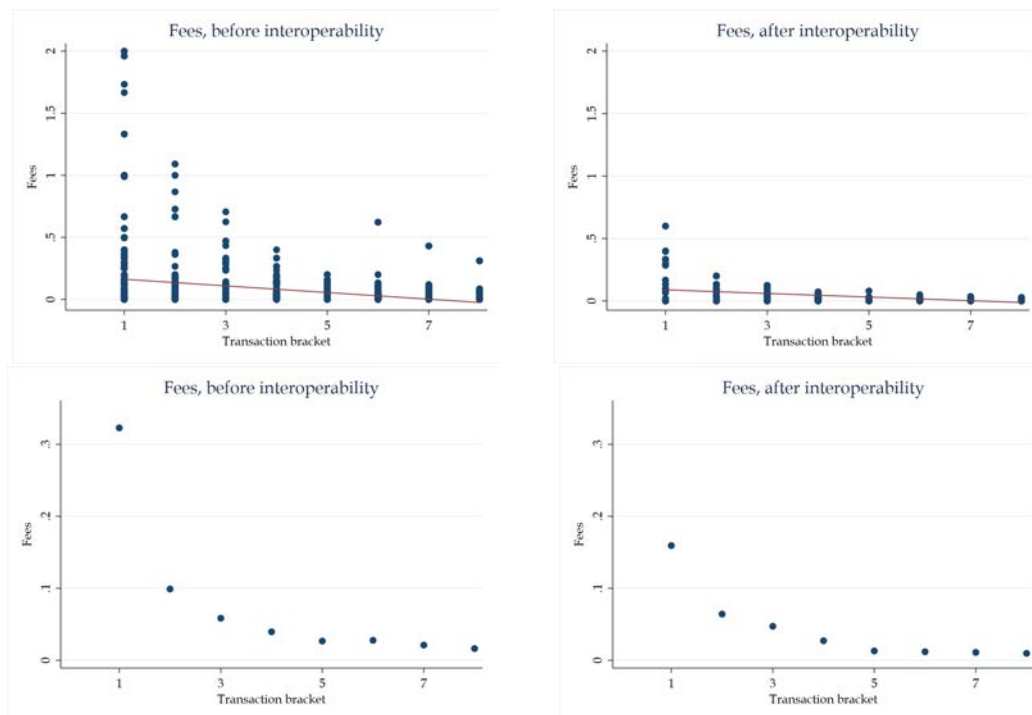 Fees, before interoperability
2
1.5
1
.5
0
Fees
1 3 5 7
Transaction bracket
Fees, after interoperability
2
1.5
1
.5
0
Fees
1 3 5 7
Transaction bracket
Fees, before interoperability
.3
.2
.1
0
Fees
1 3 5 7
Transaction bracket
Fees, after interoperability
.3
.2
.1
0
Fees
1 3 5 7
Transaction bracket